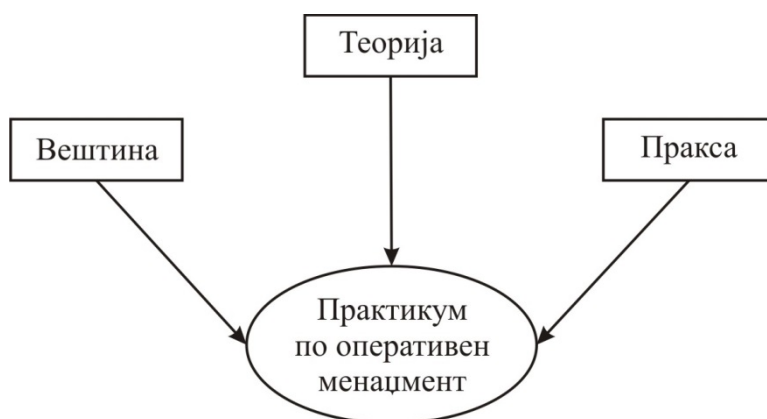 Теорија
Вештина
Пракса
Практикум
по оперативен
менаџмент